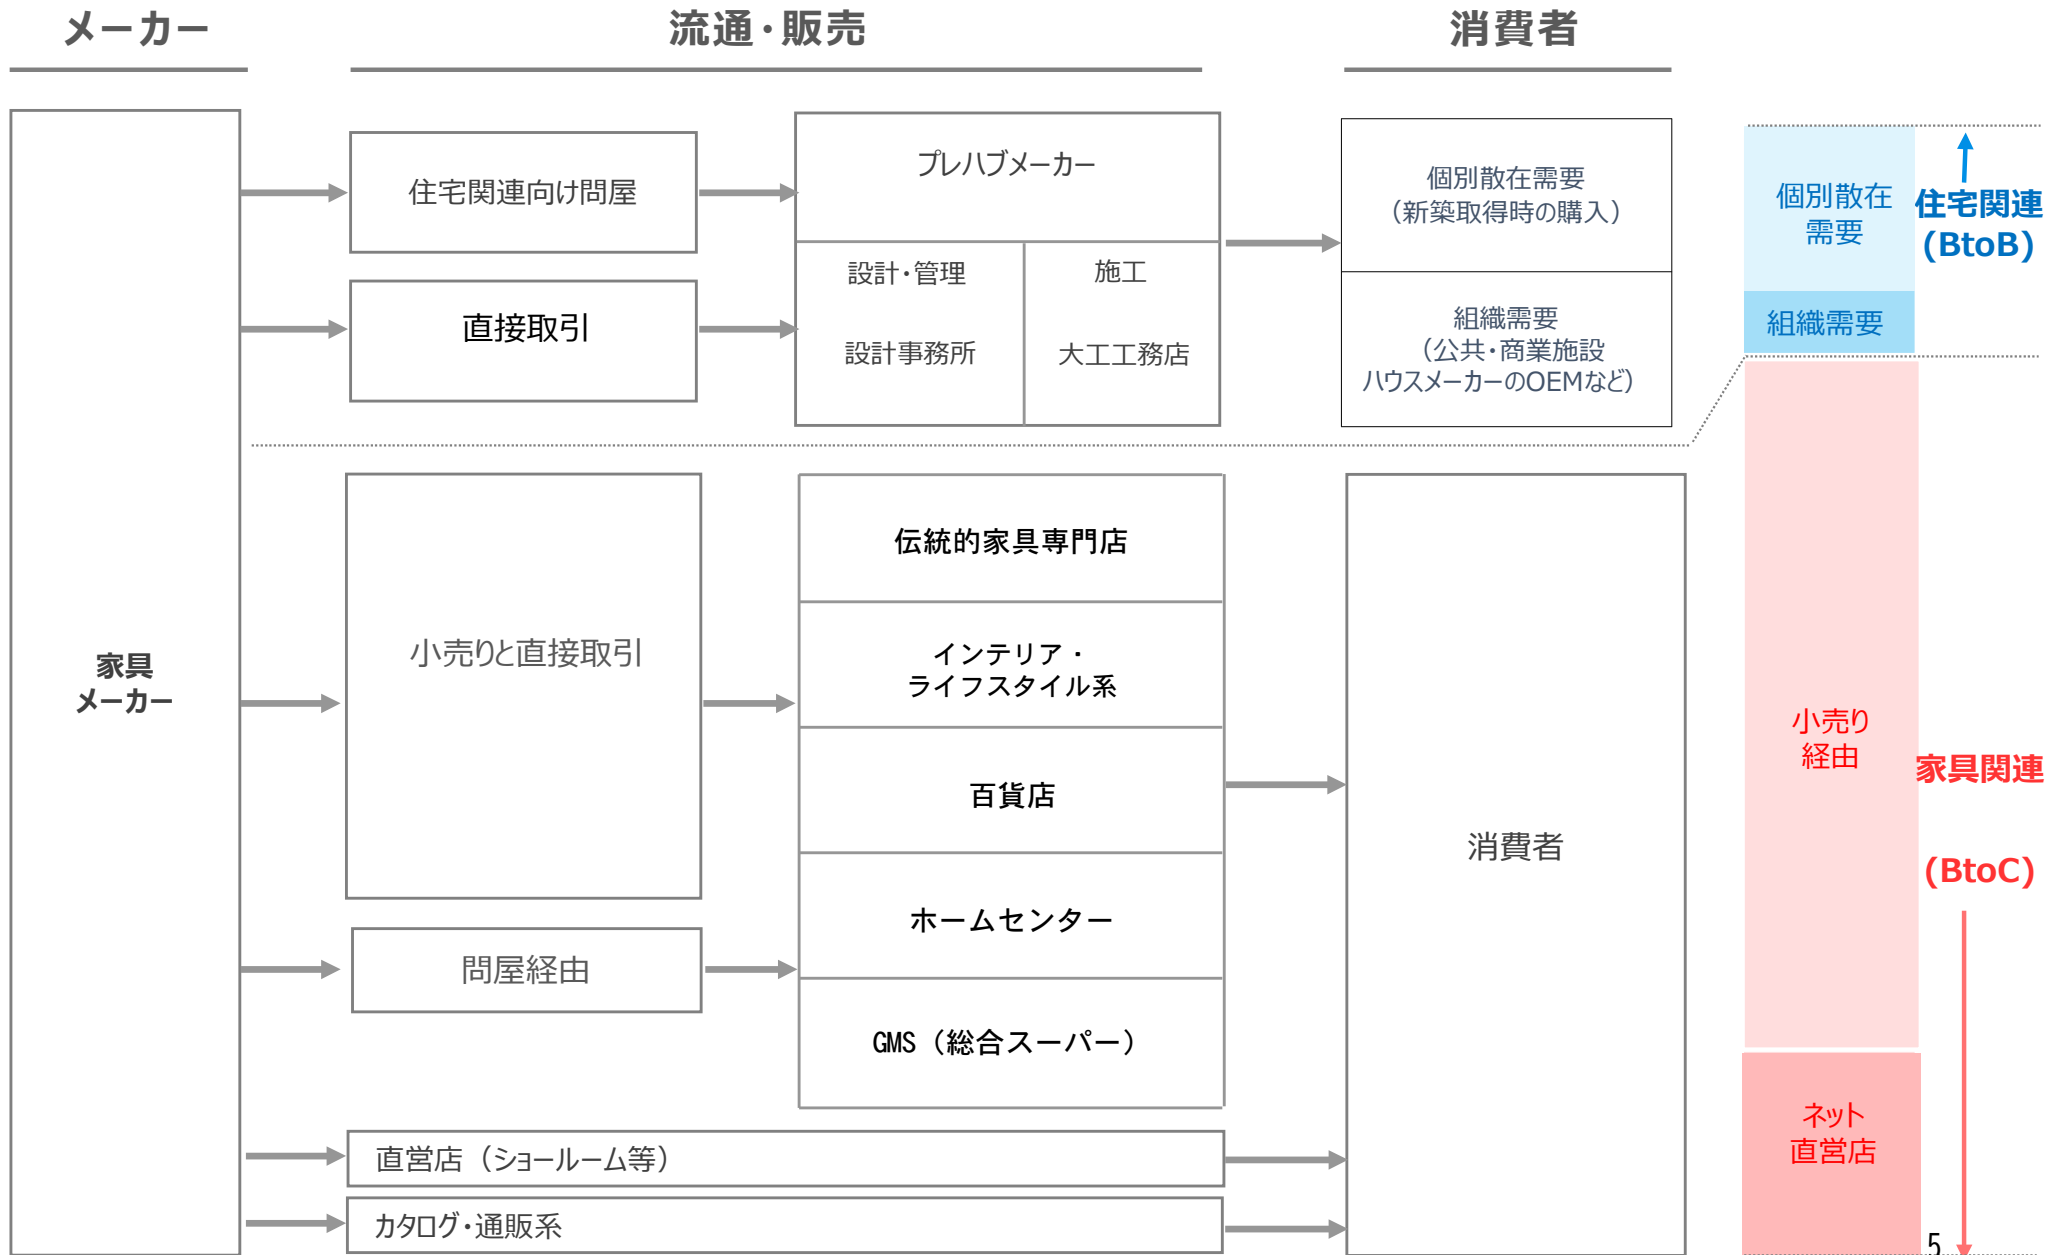 メーカー
流通・販売
消費者
住宅関連向け問屋
プレハブメーカー
個別散在需要
（新築取得時の購入）
個別散在
需要
住宅関連
(BtoB)
直接取引
設計・管理
施工
設計事務所
大工工務店
組織需要
（公共・商業施設
ハウスメーカーのOEMなど）
組織需要
家具
メーカー
小売りと直接取引
伝統的家具専門店
インテリア・
ライフスタイル系
百貨店
ホームセンター
GMS（総合スーパー）
問屋経由
消費者
小売り
経由
家具関連
(BtoC)
直営店（ショールーム等）
カタログ・通販系
ネット
直営店
5